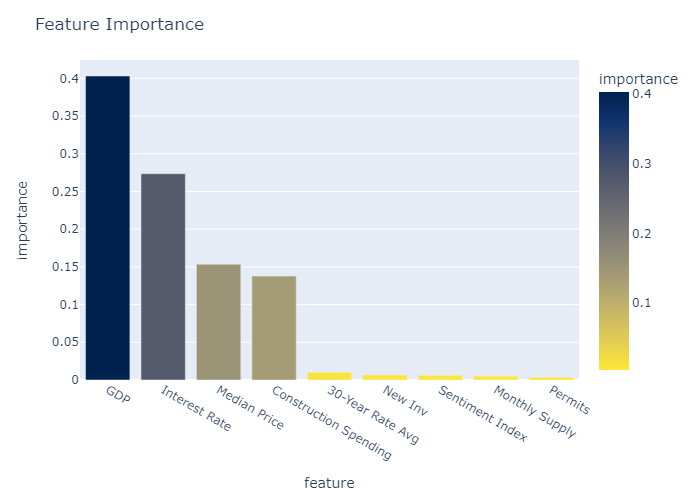 Feature Importance
importance
0.4
0.35
0.3
0.25
0.2
0.15
0.1
0.05
0
GDP
Interest Rate
Median Price
Construction Spending
30-Year Rate Avg
New Inv
Sentiment Index
Monthly Supply
Permits
feature
importance
0.4
0.3
0.2
0.1